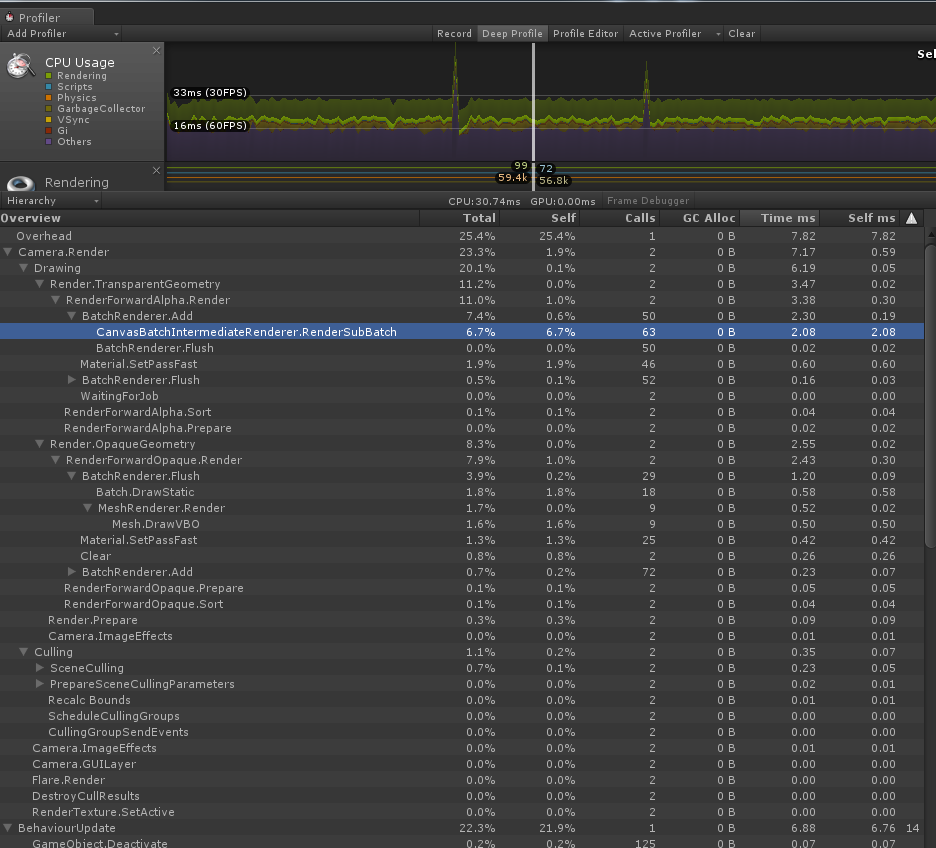 Profiler
Add Profiler Record Deep Profile Profile Editor Active Profiler Clear
CPU Usage
Rendering
Scripts
Physics
GarbageCollector
VSync
Gi
Others
Sel
33ms (30FPS)
16ms (60FPS)
Rendering
99 72
59.4k 56.8k
Hierarchy CPU:30.74ms GPU:0.00ms Frame Debugger
Overview Total Self Calls GC Alloc Time ms Self ms
Overhead 25.4% 25.4% 1 0 B 7.82 7.82
Camera.Render 23.3% 1.9% 2 0 B 7.17 0.59
Drawing 20.1% 0.1% 2 0 B 6.19 0.05
Render.TransparentGeometry 11.2% 0.0% 2 0 B 3.47 0.02
RenderForwardAlpha.Render 11.0% 1.0% 2 0 B 3.38 0.30
BatchRenderer.Add 7.4% 0.6% 50 0 B 2.30 0.19
CanvasBatchIntermediateRenderer.RenderSubBatch 6.7% 6.7% 63 0 B 2.08 2.08
BatchRenderer.Flush 0.0% 0.0% 50 0 B 0.02 0.02
Material.SetPassFast 1.9% 1.9% 46 0 B 0.60 0.60
BatchRenderer.Flush 0.5% 0.1% 52 0 B 0.16 0.03
WaitingForJob 0.0% 0.0% 2 0 B 0.00 0.00
RenderForwardAlpha.Sort 0.1% 0.1% 2 0 B 0.04 0.04
RenderForwardAlpha.Prepare 0.0% 0.0% 2 0 B 0.02 0.02
Render.OpaqueGeometry 8.3% 0.0% 2 0 B 2.55 0.02
RenderForwardOpaque.Render 7.9% 1.0% 2 0 B 2.43 0.30
BatchRenderer.Flush 3.9% 0.2% 29 0 B 1.20 0.09
Batch.DrawStatic 1.8% 1.8% 18 0 B 0.58 0.58
MeshRenderer.Render 1.7% 0.0% 9 0 B 0.52 0.02
Mesh.DrawVBO 1.6% 1.6% 9 0 B 0.50 0.50
Material.SetPassFast 1.3% 1.3% 25 0 B 0.42 0.42
Clear 0.8% 0.8% 2 0 B 0.26 0.26
BatchRenderer.Add 0.7% 0.2% 72 0 B 0.23 0.07
RenderForwardOpaque.Prepare 0.1% 0.1% 2 0 B 0.05 0.05
RenderForwardOpaque.Sort 0.1% 0.1% 2 0 B 0.04 0.04
Render.Prepare 0.3% 0.3% 2 0 B 0.09 0.09
Camera.ImageEffects 0.0% 0.0% 2 0 B 0.01 0.01
Culling 1.1% 0.2% 2 0 B 0.35 0.07
SceneCulling 0.7% 0.1% 2 0 B 0.23 0.05
PrepareSceneCullingParameters 0.0% 0.0% 2 0 B 0.02 0.01
Recalc Bounds 0.0% 0.0% 2 0 B 0.01 0.01
ScheduleCullingGroups 0.0% 0.0% 2 0 B 0.00 0.00
CullingGroupSendEvents 0.0% 0.0% 2 0 B 0.00 0.00
Camera.ImageEffects 0.0% 0.0% 2 0 B 0.01 0.01
Camera.GUILayer 0.0% 0.0% 2 0 B 0.00 0.00
Flare.Render 0.0% 0.0% 2 0 B 0.00 0.00
DestroyCullResults 0.0% 0.0% 2 0 B 0.00 0.00
RenderTexture.SetActive 0.0% 0.0% 2 0 B 0.00 0.00
BehaviourUpdate 22.3% 21.9% 1 0 B 6.88 6.76 14
GameObject.Deactivate 0.2% 0.2% 125 0 B 0.07 0.07